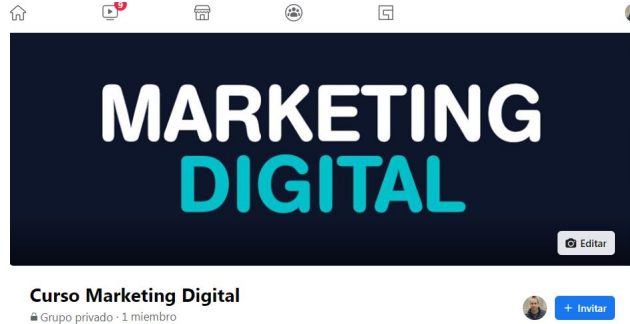 9
MARKETING
DIGITAL
Editar
Curso Marketing Digital
Grupo privado · 1 miembro
+ Invitar